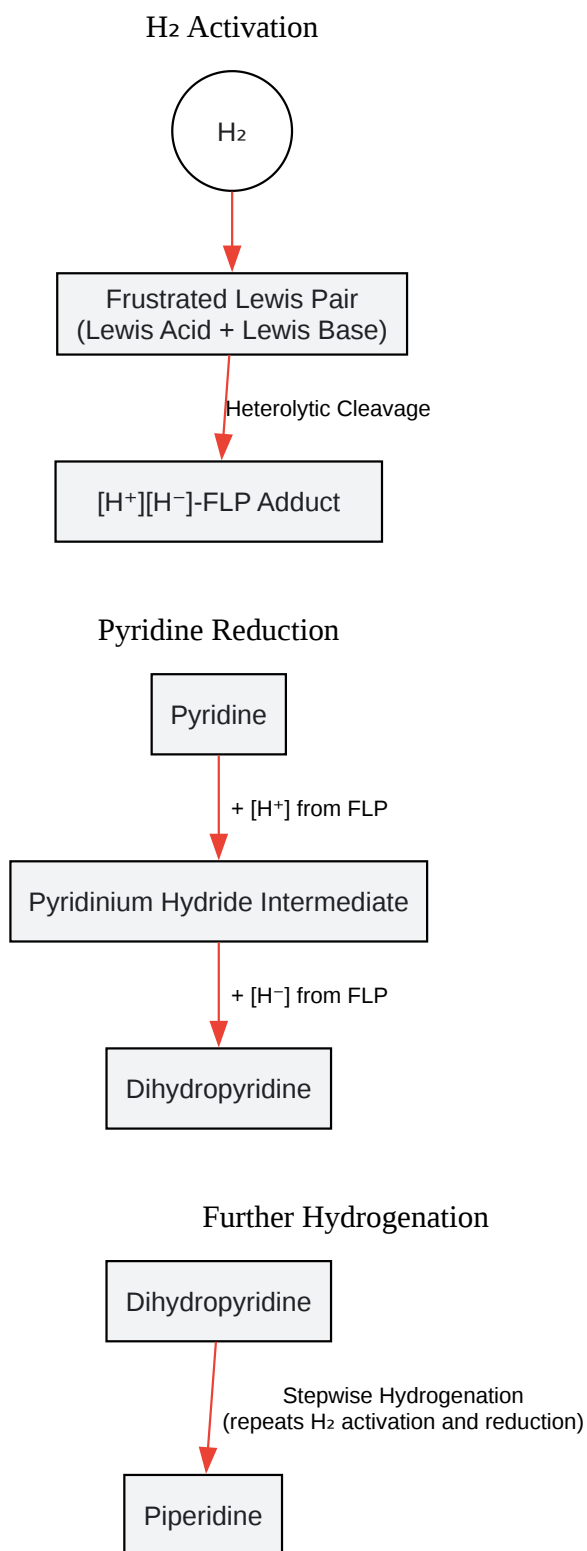 H₂ Activation
H₂
Frustrated Lewis Pair
(Lewis Acid + Lewis Base)
Heterolytic Cleavage
[H⁺][H⁻]-FLP Adduct
Pyridine Reduction
Pyridine
+ [H⁺] from FLP
Pyridinium Hydride Intermediate
+ [H⁻] from FLP
Dihydropyridine
Further Hydrogenation
Dihydropyridine
Stepwise Hydrogenation
(repeats H₂ activation and reduction)
Piperidine